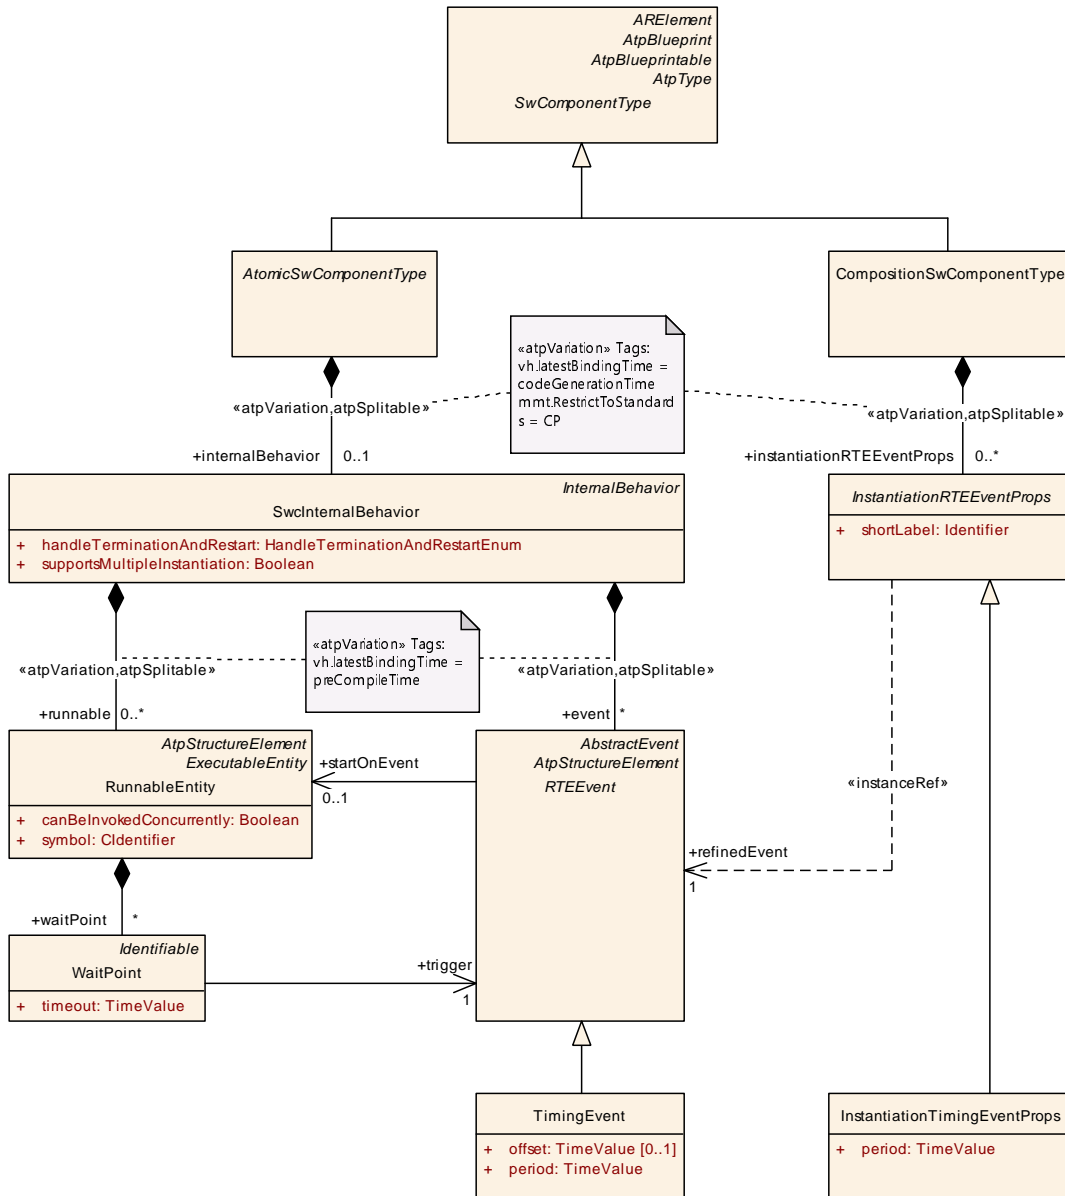 ARElement
AtpBlueprint
AtpBlueprintable
AtpType
SwComponentType
AtomicSwComponentType
CompositionSwComponentType
«atpVariation» Tags:
vh.latestBindingTime =
codeGenerationTime
mmt.RestrictToStandard
s = CP
«atpVariation,atpSplitable»
«atpVariation,atpSplitable»
+internalBehavior 0..1
+instantiationRTEEventProps 0..*
InternalBehavior
SwcInternalBehavior
+ handleTerminationAndRestart: HandleTerminationAndRestartEnum
+ supportsMultipleInstantiation: Boolean
InstantiationRTEEventProps
+ shortLabel: Identifier
«atpVariation» Tags:
vh.latestBindingTime =
preCompileTime
«atpVariation,atpSplitable»
«atpVariation,atpSplitable»
+runnable 0..*
+event *
AtpStructureElement
ExecutableEntity
RunnableEntity
+ canBeInvokedConcurrently: Boolean
+ symbol: CIdentifier
+startOnEvent
0..1
AbstractEvent
AtpStructureElement
RTEEvent
«instanceRef»
+refinedEvent
1
+waitPoint *
Identifiable
WaitPoint
+ timeout: TimeValue
+trigger
1
TimingEvent
+ offset: TimeValue [0..1]
+ period: TimeValue
InstantiationTimingEventProps
+ period: TimeValue